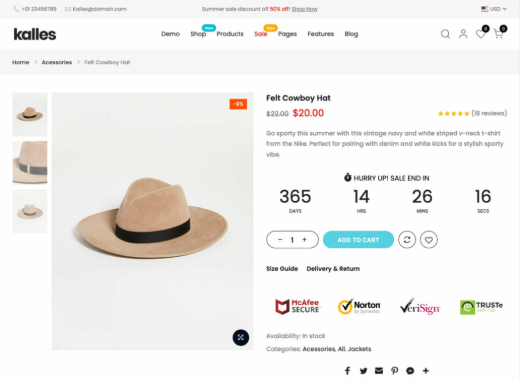 +01 23456789 Kalles@domain.com Summer sale discount off 50% off! Shop Now USD
kalles Demo Shop New Products Sale Sale Pages Features Blog 0 0
Home > Acessories > Felt Cowboy Hat
-9%
Felt Cowboy Hat
$22.00 $20.00 (18 reviews)
Go sporty this summer with this vintage navy and white striped v-neck t-shirt
from the Nike. Perfect for pairing with denim and white kicks for a stylish sporty
vibe.
HURRY UP! SALE END IN
365 14 26 16
DAYS HRS MINS SECS
− 1 + ADD TO CART
Size Guide Delivery & Return
McAfee SECURE Norton by Symantec VeriSign TRUSTe
Availability: In stock
Categories: Acessories, All, Jackets